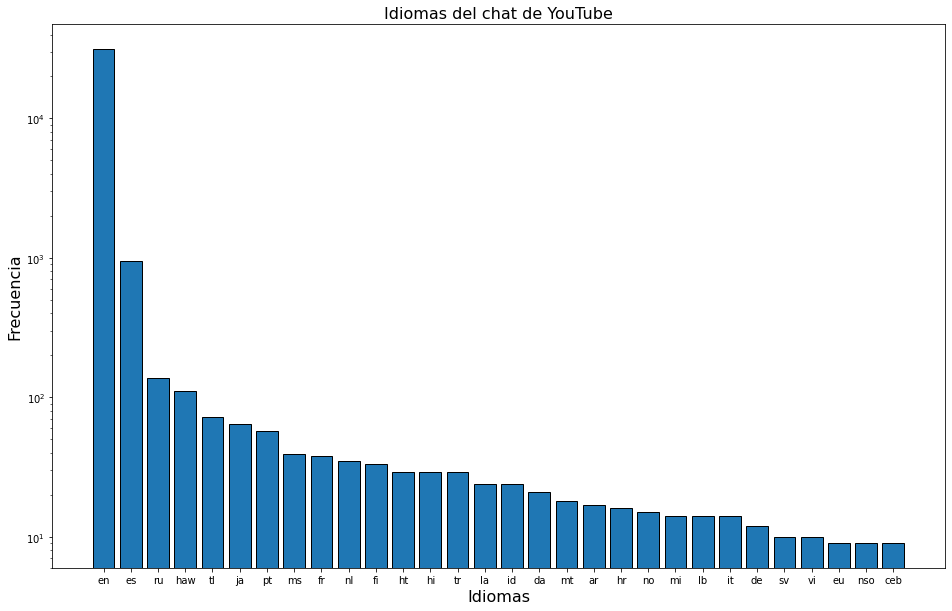 Idiomas del chat de YouTube
Frecuencia
10⁴
10³
10²
10¹
en es ru haw tl ja pt ms fr nl fi ht hi tr la id da mt ar hr no mi lb it de sv vi eu nso ceb
Idiomas